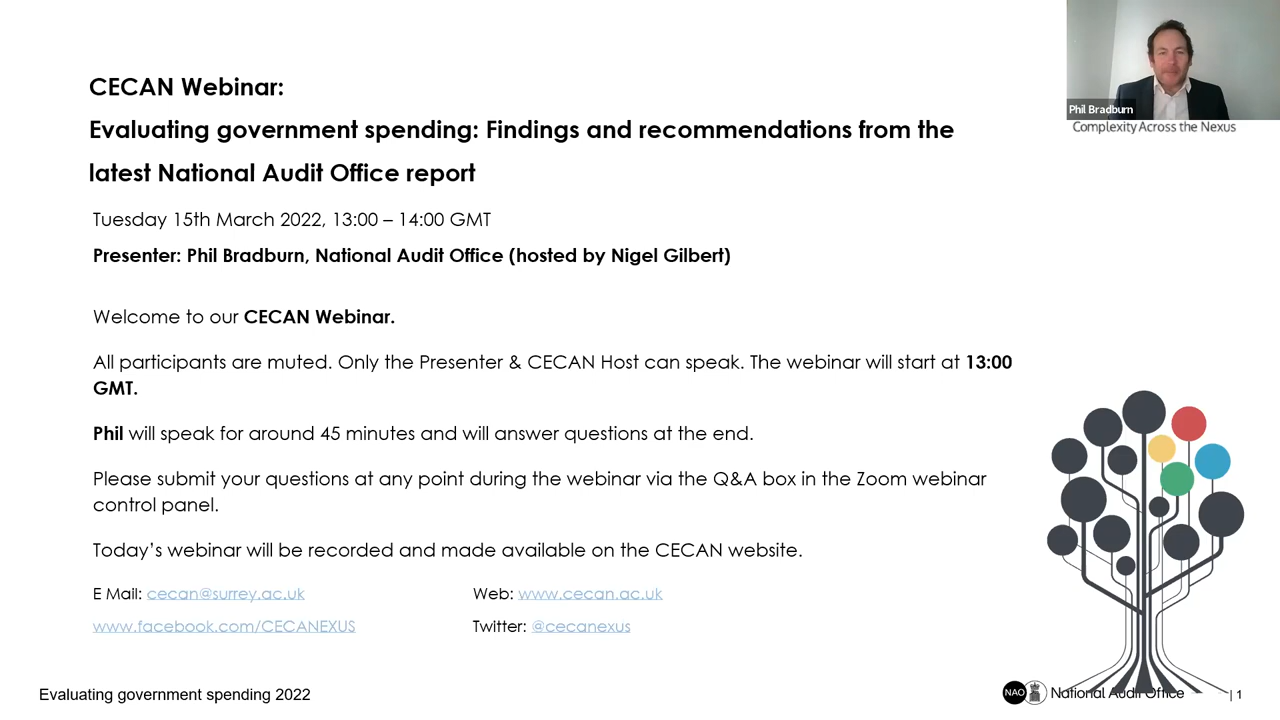 CECAN Webinar:
Evaluating government spending: Findings and recommendations from the
latest National Audit Office report
Tuesday 15th March 2022, 13:00 – 14:00 GMT
Presenter: Phil Bradburn, National Audit Office (hosted by Nigel Gilbert)
Phil Bradburn
Complexity Across the Nexus
Welcome to our CECAN Webinar.
All participants are muted. Only the Presenter & CECAN Host can speak. The webinar will start at 13:00
GMT.
Phil will speak for around 45 minutes and will answer questions at the end.
Please submit your questions at any point during the webinar via the Q&A box in the Zoom webinar
control panel.
Today's webinar will be recorded and made available on the CECAN website.
E Mail: cecan@surrey.ac.uk Web: www.cecan.ac.uk
www.facebook.com/CECANEXUS Twitter: @cecanexus
Evaluating government spending 2022
NAO National Audit Office | 1